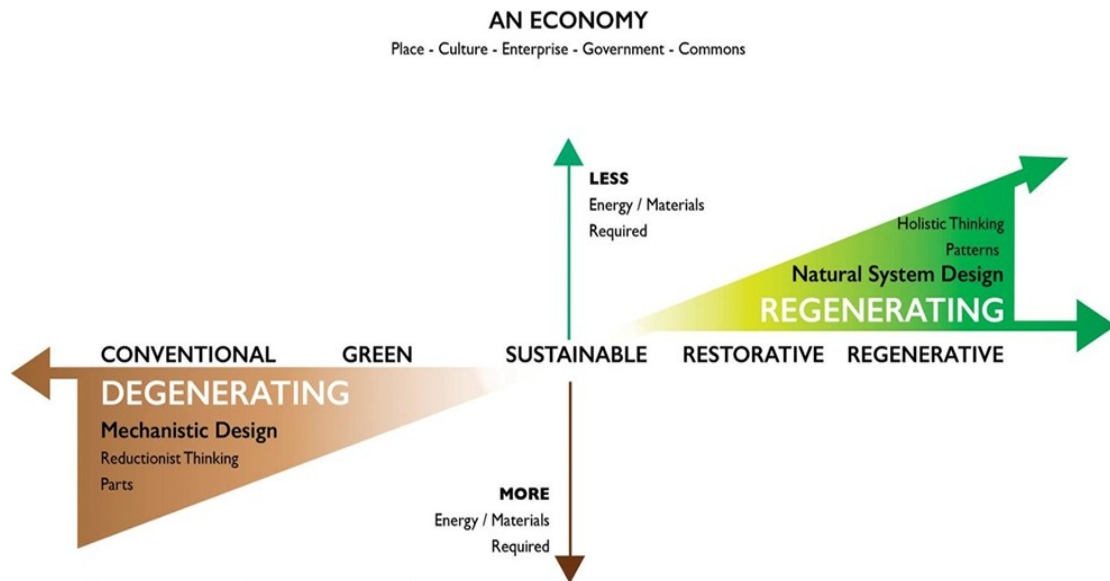 AN ECONOMY
Place - Culture - Enterprise - Government - Commons
LESS
Energy / Materials
Required
Holistic Thinking
Patterns
Natural System Design
REGENERATING
CONVENTIONAL GREEN SUSTAINABLE RESTORATIVE REGENERATIVE
DEGENERATING
Mechanistic Design
Reductionist Thinking
Parts
MORE
Energy / Materials
Required